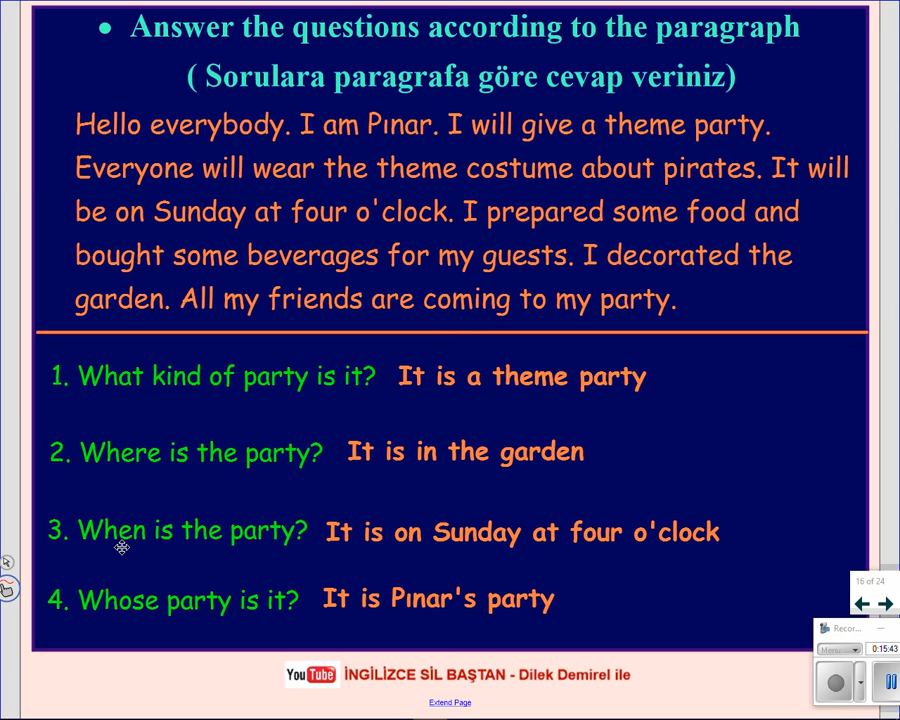 • Answer the questions according to the paragraph
( Sorulara paragrafa göre cevap veriniz)
Hello everybody. I am Pınar. I will give a theme party.
Everyone will wear the theme costume about pirates. It will
be on Sunday at four o'clock. I prepared some food and
bought some beverages for my guests. I decorated the
garden. All my friends are coming to my party.
1. What kind of party is it? It is a theme party
2. Where is the party? It is in the garden
3. When is the party? It is on Sunday at four o'clock
4. Whose party is it? It is Pınar's party
16 of 24
Recor...
Menu
0:15:43
YouTube İNGİLİZCE SİL BAŞTAN - Dilek Demirel ile
Extend Page